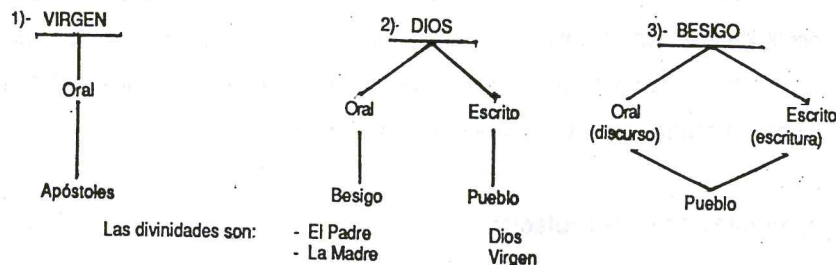 1)- VIRGEN
Oral
Apóstoles
2)- DIOS
Oral Escrito
Besigo Pueblo
3)- BESIGO
Oral Escrito
(discurso) (escritura)
Pueblo
Las divinidades son: - El Padre Dios
- La Madre Virgen